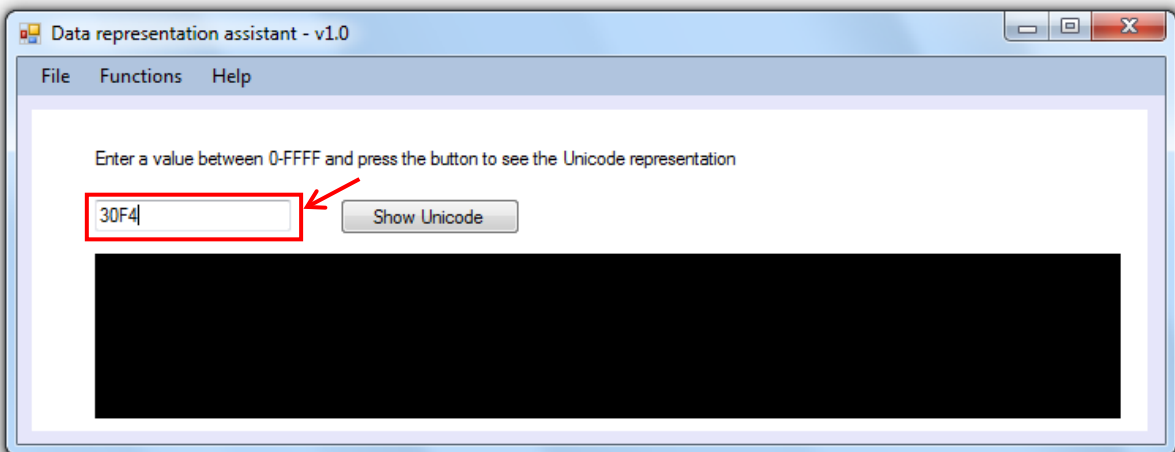 Data representation assistant - v1.0
File Functions Help
Enter a value between 0-FFFF and press the button to see the Unicode representation
30F4 Show Unicode